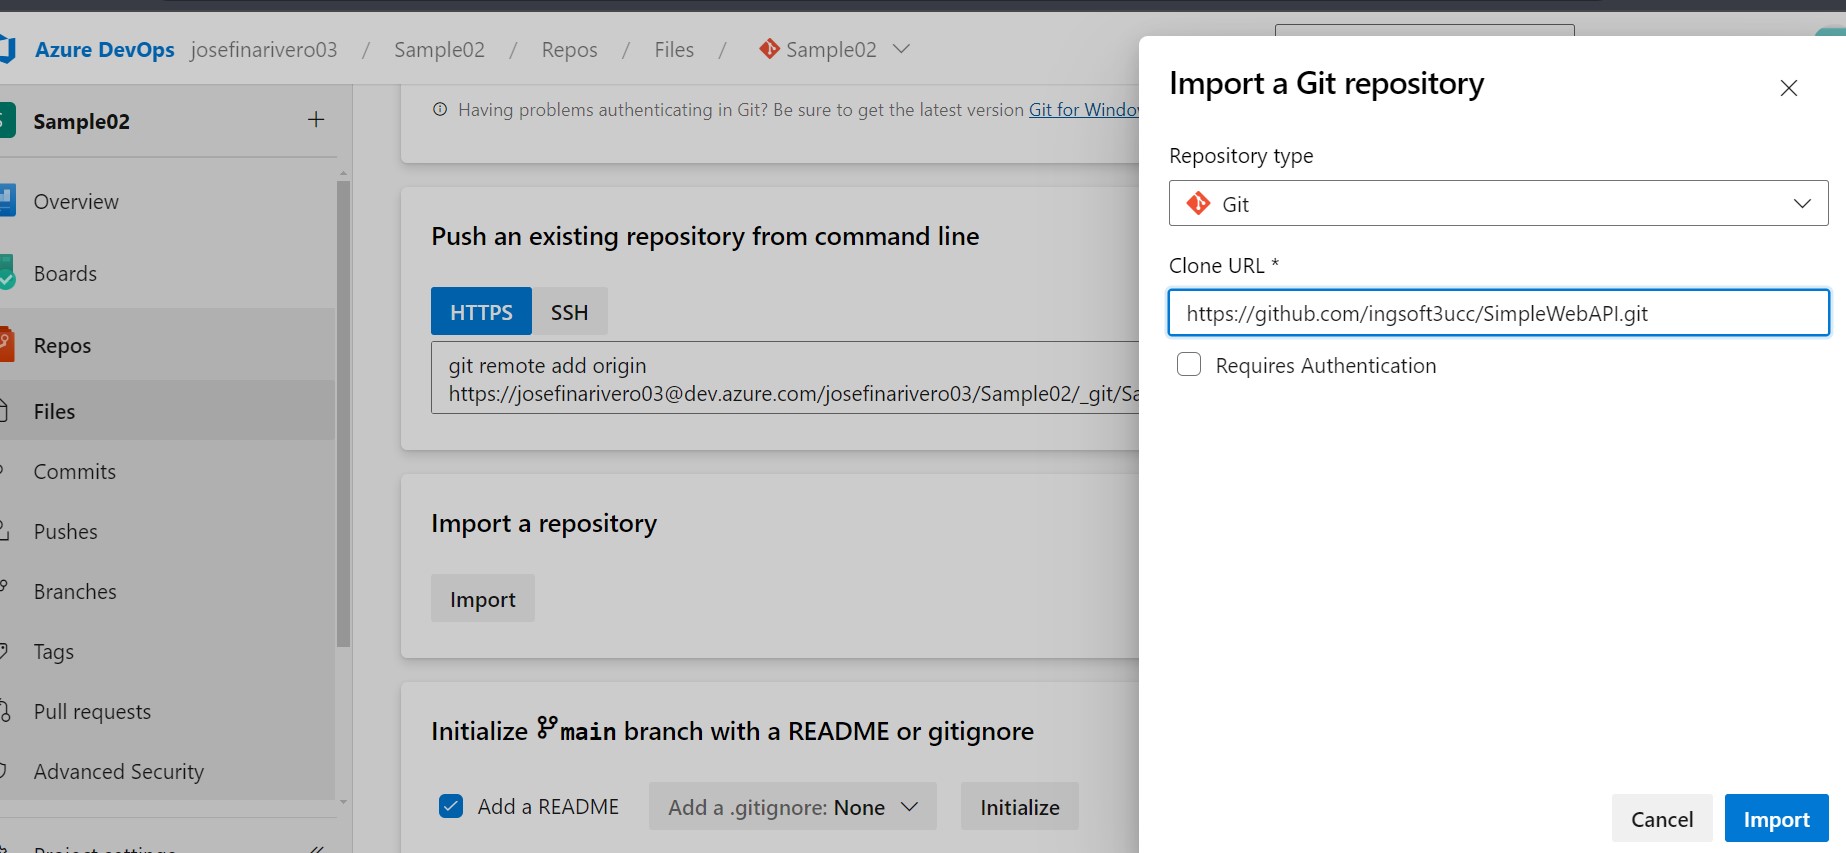 Azure DevOps josefinarivero03 / Sample02 / Repos / Files / Sample02
Sample02 +
Overview
Boards
Repos
Files
Commits
Pushes
Branches
Tags
Pull requests
Advanced Security
Project settings
Having problems authenticating in Git? Be sure to get the latest version Git for Windo
Push an existing repository from command line
HTTPS SSH
git remote add origin
https://josefinarivero03@dev.azure.com/josefinarivero03/Sample02/_git/Sa
Import a repository
Import
Initialize main branch with a README or gitignore
Add a README Add a .gitignore: None Initialize
Import a Git repository
Repository type
Git
Clone URL *
https://github.com/ingsoft3ucc/SimpleWebAPI.git
Requires Authentication
Cancel Import